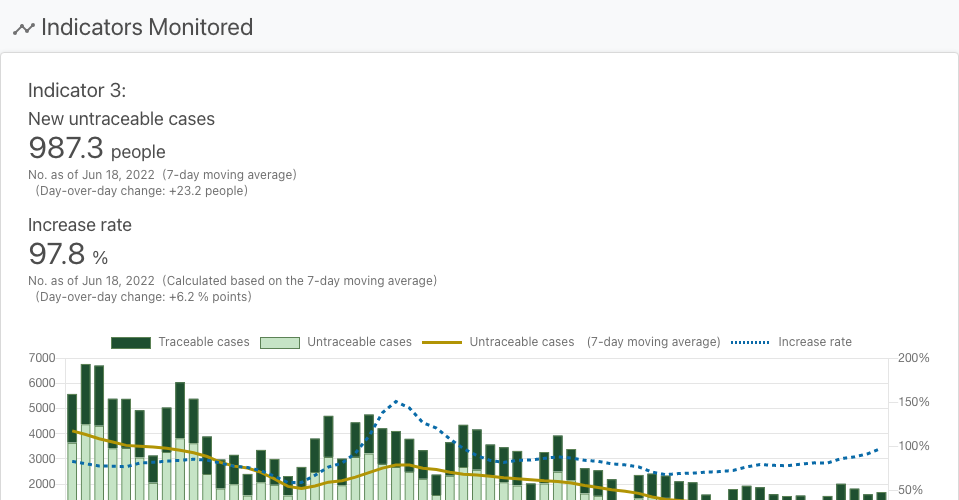 Indicators Monitored
Indicator 3:
New untraceable cases
987.3 people
No. as of Jun 18, 2022 (7-day moving average)
(Day-over-day change: +23.2 people)
Increase rate
97.8 %
No. as of Jun 18, 2022 (Calculated based on the 7-day moving average)
(Day-over-day change: +6.2 % points)
Traceable cases Untraceable cases Untraceable cases (7-day moving average) Increase rate
7000 200%
6000
5000 150%
4000
3000 100%
2000 50%